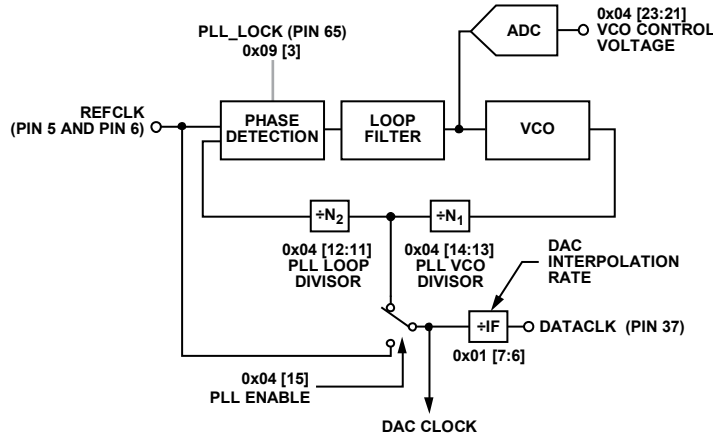 0x04 [23:21]
VCO CONTROL
VOLTAGE
ADC
PLL_LOCK (PIN 65)
0x09 [3]
REFCLK
(PIN 5 AND PIN 6)
PHASE
DETECTION
LOOP
FILTER
VCO
÷N2
÷N1
0x04 [12:11]
PLL LOOP
DIVISOR
0x04 [14:13]
PLL VCO
DIVISOR
DAC
INTERPOLATION
RATE
÷IF
DATACLK (PIN 37)
0x01 [7:6]
0x04 [15]
PLL ENABLE
DAC CLOCK